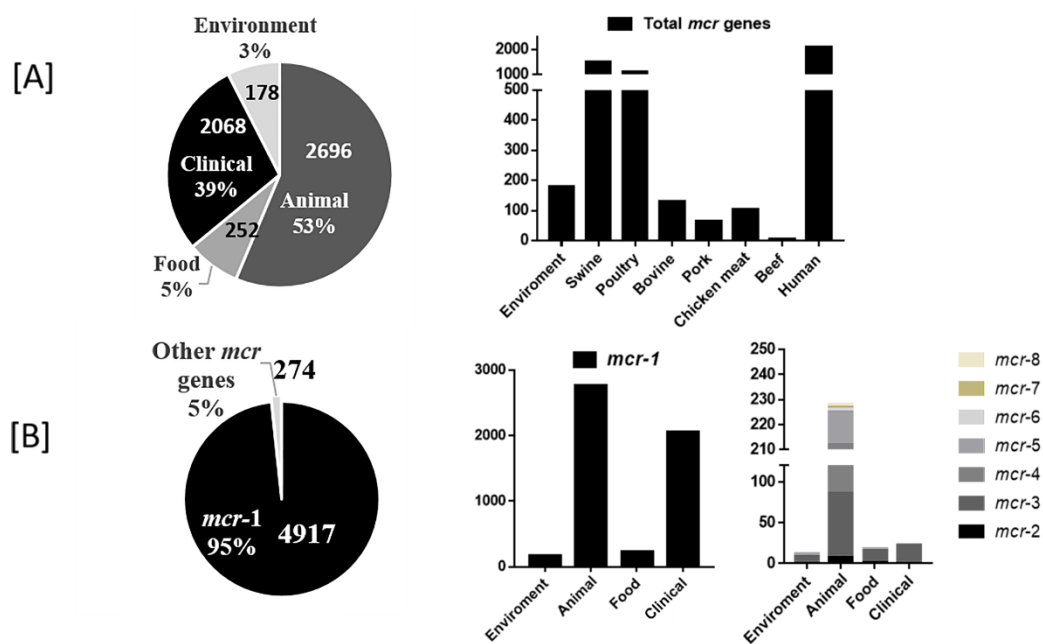 [A]
Environment
3%
178
2068
Clinical
39%
2696
Animal
53%
252
Food
5%
Total mcr genes
2000
1000
500
400
300
200
100
0
Enviroment
Swine
Poultry
Bovine
Pork
Chicken meat
Beef
Human
[B]
Other mcr
genes
5%
274
mcr-1
95%
4917
mcr-1
3000
2000
1000
0
Enviroment
Animal
Food
Clinical
250
250
240
230
220
210
100
50
0
Enviroment
Animal
Food
Clinical
mcr-8
mcr-7
mcr-6
mcr-5
mcr-4
mcr-3
mcr-2